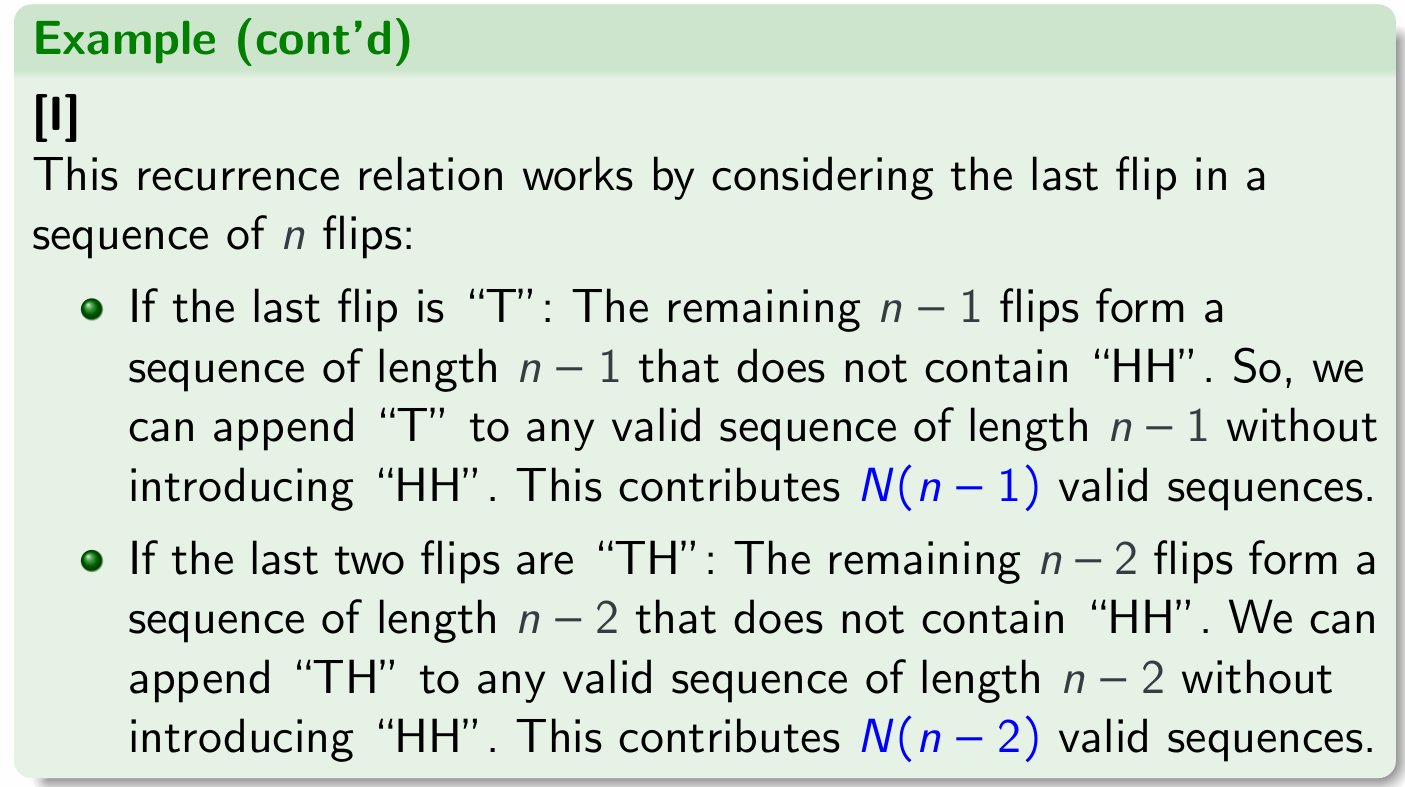 Example (cont’d)
[I]
This recurrence relation works by considering the last flip in a
sequence of n flips:
If the last flip is “T”: The remaining n − 1 flips form a
sequence of length n − 1 that does not contain “HH”. So, we
can append “T” to any valid sequence of length n − 1 without
introducing “HH”. This contributes N(n − 1) valid sequences.
If the last two flips are “TH”: The remaining n − 2 flips form a
sequence of length n − 2 that does not contain “HH”. We can
append “TH” to any valid sequence of length n − 2 without
introducing “HH”. This contributes N(n − 2) valid sequences.